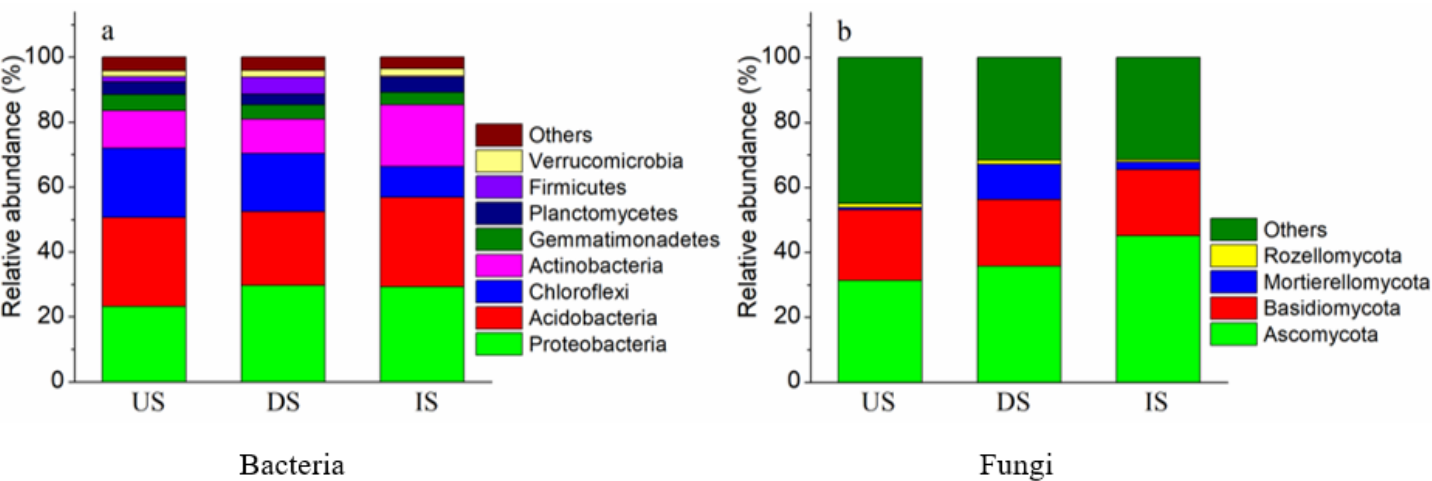 a
Relative abundance (%)
100
80
60
40
20
0
US DS IS
Others
Verrucomicrobia
Firmicutes
Planctomycetes
Gemmatimonadetes
Actinobacteria
Chloroflexi
Acidobacteria
Proteobacteria
Bacteria
b
Relative abundance (%)
100
80
60
40
20
0
US DS IS
Others
Rozellomycota
Mortierellomycota
Basidiomycota
Ascomycota
Fungi